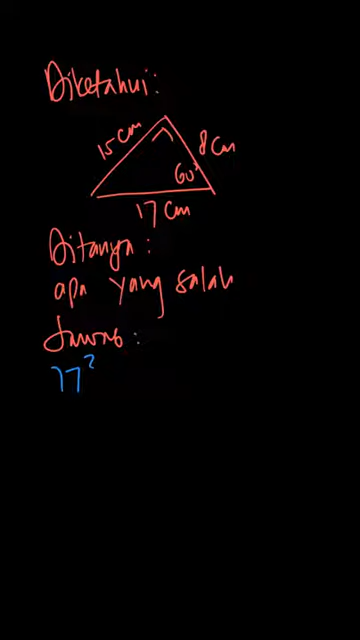 Diketahui:
15 cm
8 cm
60°
17 cm
Ditanya:
apa yang salah
Jawab:
17²